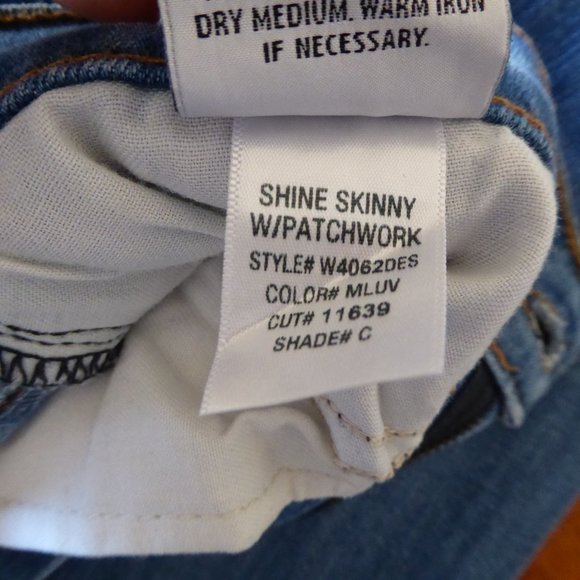 DRY MEDIUM. WARM IRON
IF NECESSARY.
SHINE SKINNY
W/PATCHWORK
STYLE# W4062DES
COLOR# MLUV
CUT# 11639
SHADE# C